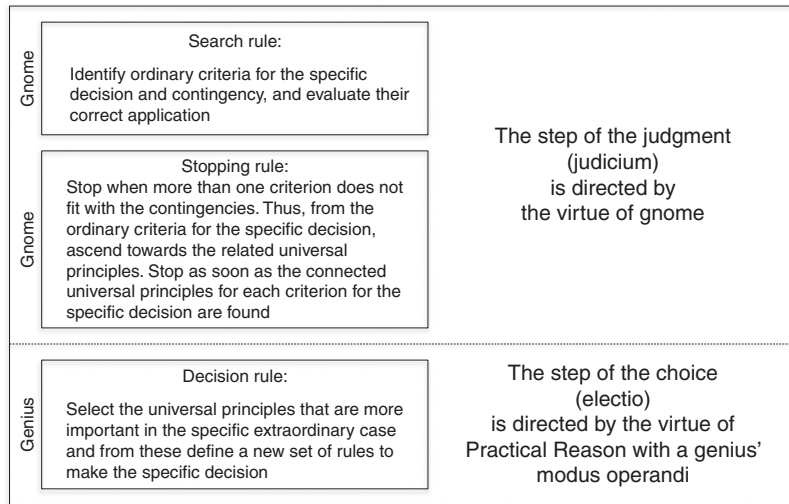 Gnome
Search rule:
Identify ordinary criteria for the specific
decision and contingency, and evaluate their
correct application
Gnome
Stopping rule:
Stop when more than one criterion does not
fit with the contingencies. Thus, from the
ordinary criteria for the specific decision,
ascend towards the related universal
principles. Stop as soon as the connected
universal principles for each criterion for the
specific decision are found
The step of the judgment
(judicium)
is directed by
the virtue of gnome
Genius
Decision rule:
Select the universal principles that are more
important in the specific extraordinary case
and from these define a new set of rules to
make the specific decision
The step of the choice
(electio)
is directed by the virtue of
Practical Reason with a genius’
modus operandi